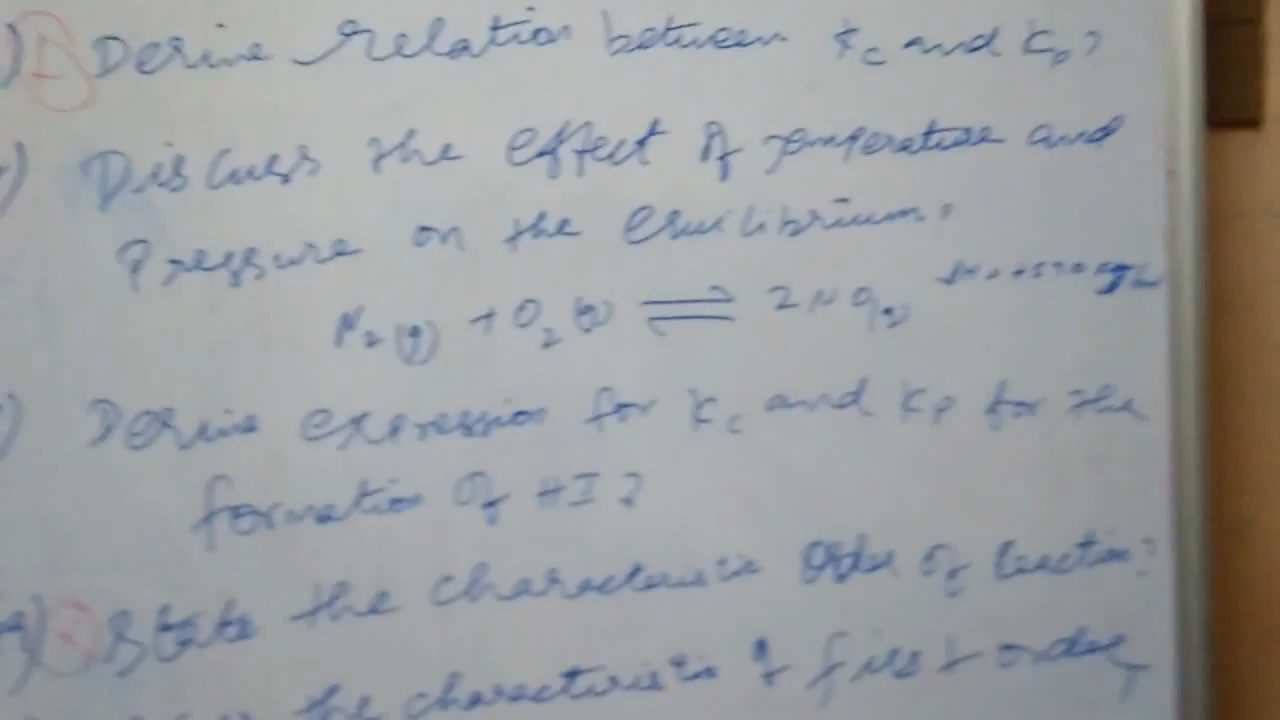 1) Derive relation between Kc and Kp?
) Discuss the effect of temperature and
Pressure on the Equilibrium.
N2(g) + O2(g) ⇌ 2NO(g)
) Derive expression for Kc and Kp for the
formation of HI?
) State the characteristic Order of reaction?
the characteristic of first order